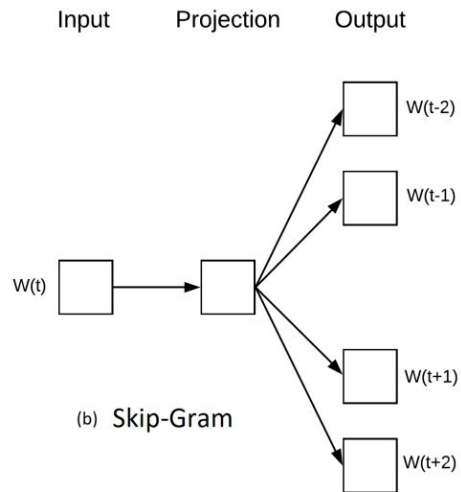 Input Projection Output
W(t-2)
W(t-1)
W(t)
W(t+1)
(b) Skip-Gram
W(t+2)